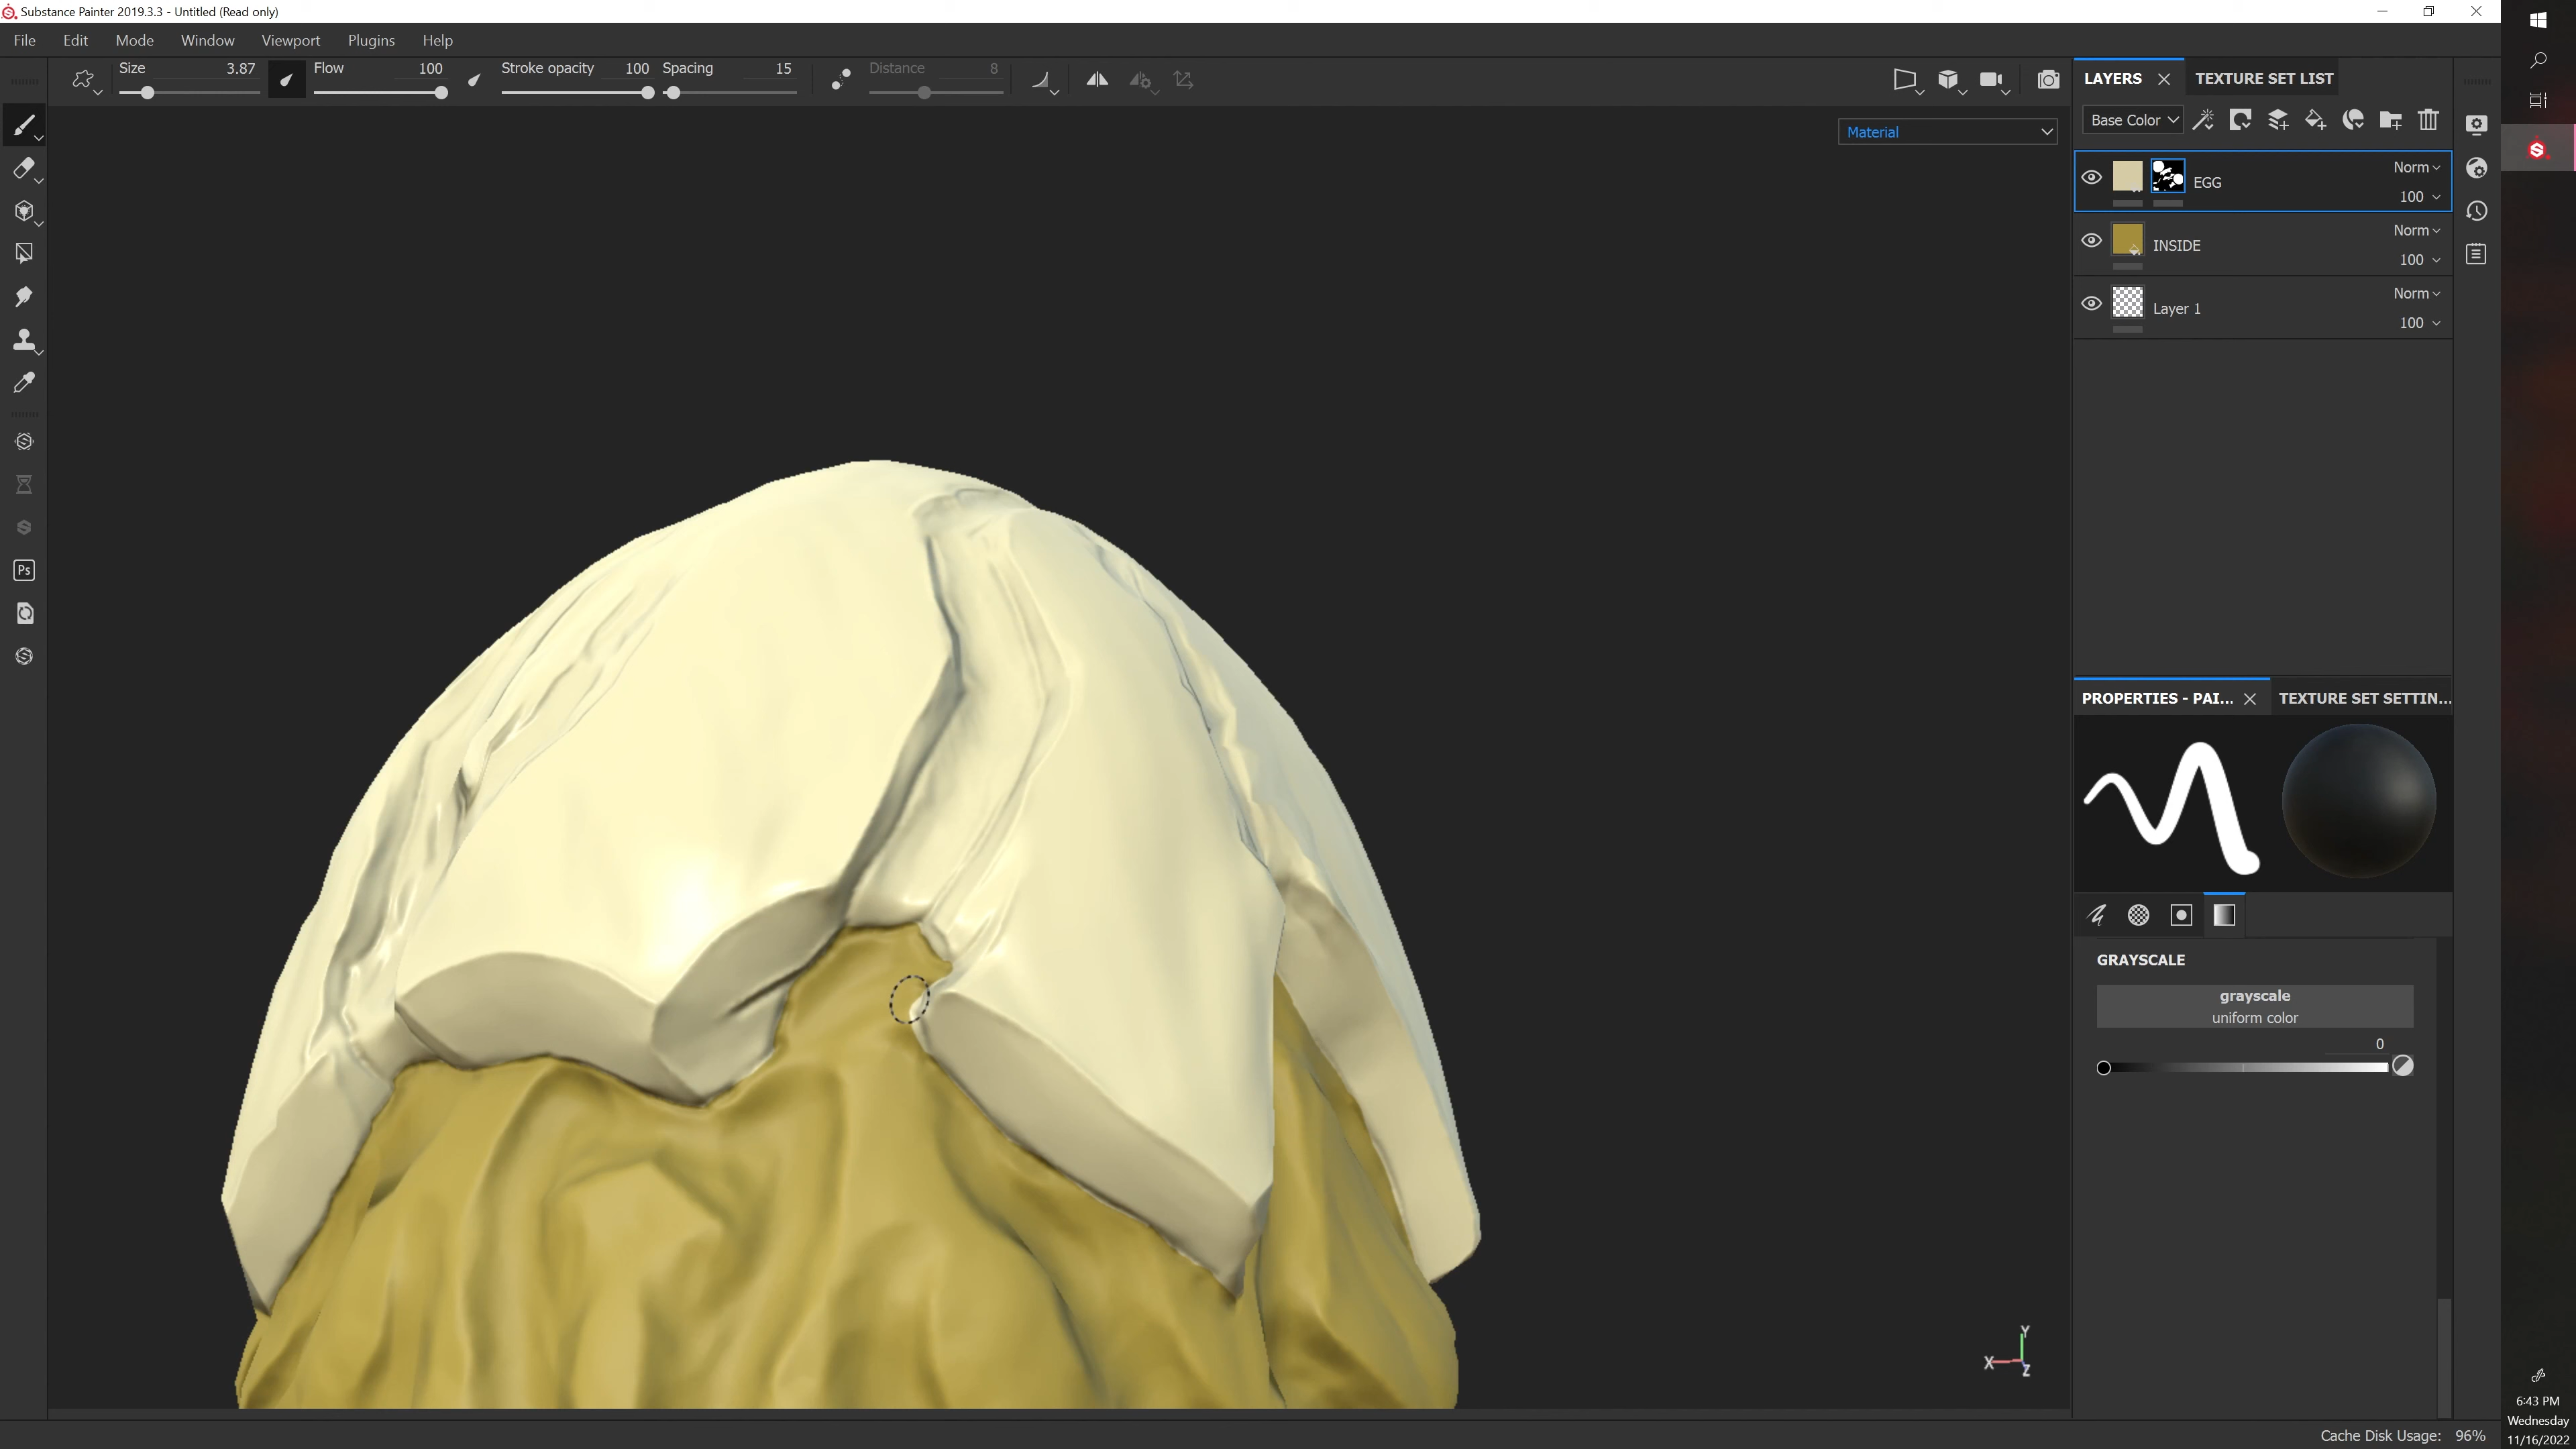 Substance Painter 2019.3.3 - Untitled (Read only)
File Edit Mode Window Viewport Plugins Help
Size 3.87 Flow 100 Stroke opacity 100 Spacing 15 Distance 8
Material
LAYERS TEXTURE SET LIST
Base Color
EGG Norm
100
INSIDE Norm
100
Layer 1 Norm
100
Ps
PROPERTIES - PAI... TEXTURE SET SETTIN...
GRAYSCALE
grayscale
uniform color
0
Y
X
Z
Cache Disk Usage: 96%
6:43 PM
Wednesday
11/16/2022